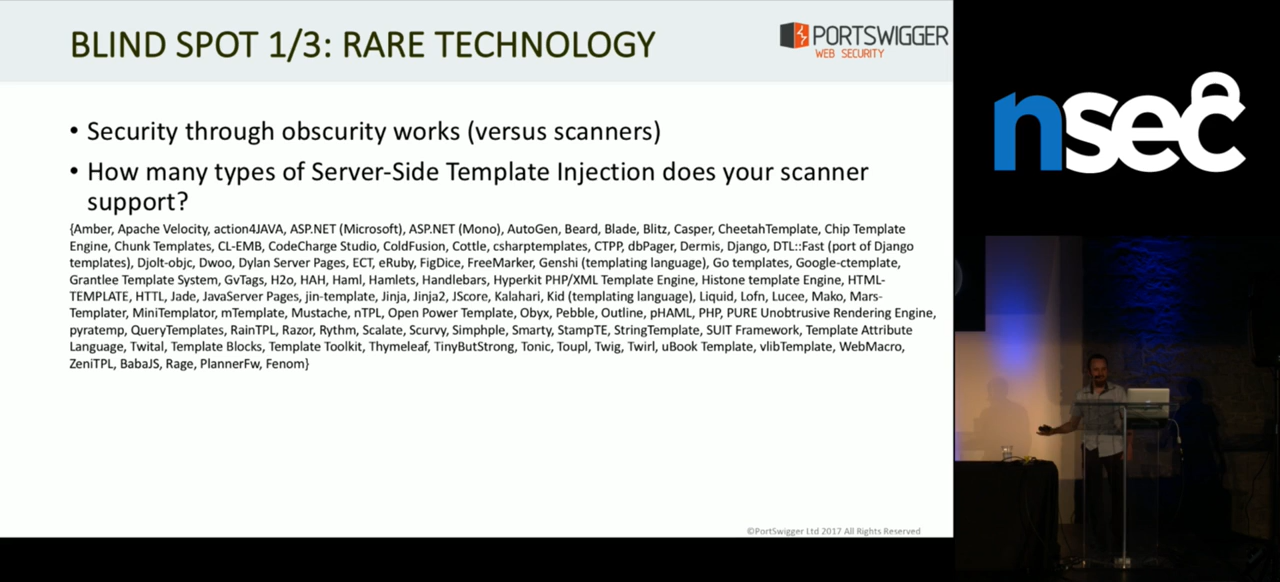 BLIND SPOT 1/3: RARE TECHNOLOGY
PORTSWIGGER
WEB SECURITY
nsec
• Security through obscurity works (versus scanners)
• How many types of Server-Side Template Injection does your scanner
support?
{Amber, Apache Velocity, action4JAVA, ASP.NET (Microsoft), ASP.NET (Mono), AutoGen, Beard, Blade, Blitz, Casper, CheetahTemplate, Chip Template
Engine, Chunk Templates, CL-EMB, CodeCharge Studio, ColdFusion, Cottle, csharptemplates, CTPP, dbPager, Dermis, Django, DTL::Fast (port of Django
templates), Djolt-objc, Dwoo, Dylan Server Pages, ECT, eRuby, FigDice, FreeMarker, Genshi (templating language), Go templates, Google-ctemplate,
Grantlee Template System, GvTags, H2o, HAH, Haml, Hamlets, Handlebars, Hyperkit PHP/XML Template Engine, Histone template Engine, HTML-
TEMPLATE, HTTL, Jade, JavaServer Pages, jin-template, Jinja, Jinja2, JScore, Kalahari, Kid (templating language), Liquid, Lofn, Lucee, Mako, Mars-
Templater, MiniTemplator, mTemplate, Mustache, nTPL, Open Power Template, Obyx, Pebble, Outline, pHAML, PHP, PURE Unobtrusive Rendering Engine,
pyratemp, QueryTemplates, RainTPL, Razor, Rythm, Scalate, Scurvy, Simphple, Smarty, StampTE, StringTemplate, SUIT Framework, Template Attribute
Language, Twital, Template Blocks, Template Toolkit, Thymeleaf, TinyButStrong, Tonic, Toupl, Twig, Twirl, uBook Template, vlibTemplate, WebMacro,
ZeniTPL, BabaJS, Rage, PlannerFw, Fenom}
©PortSwigger Ltd 2017 All Rights Reserved